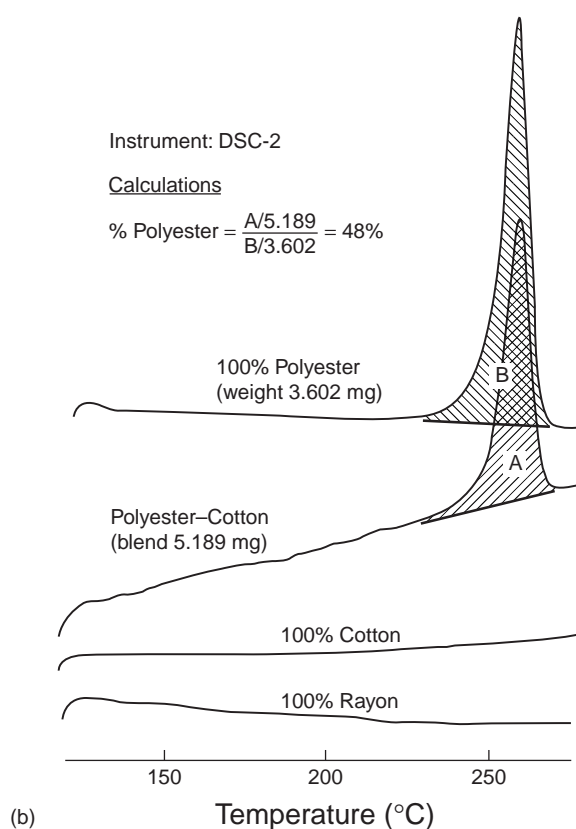 Instrument: DSC-2
Calculations
% Polyester = A/5.189 / B/3.602 = 48%
100% Polyester
(weight 3.602 mg)
B
A
Polyester–Cotton
(blend 5.189 mg)
100% Cotton
100% Rayon
150 200 250
(b) Temperature (°C)